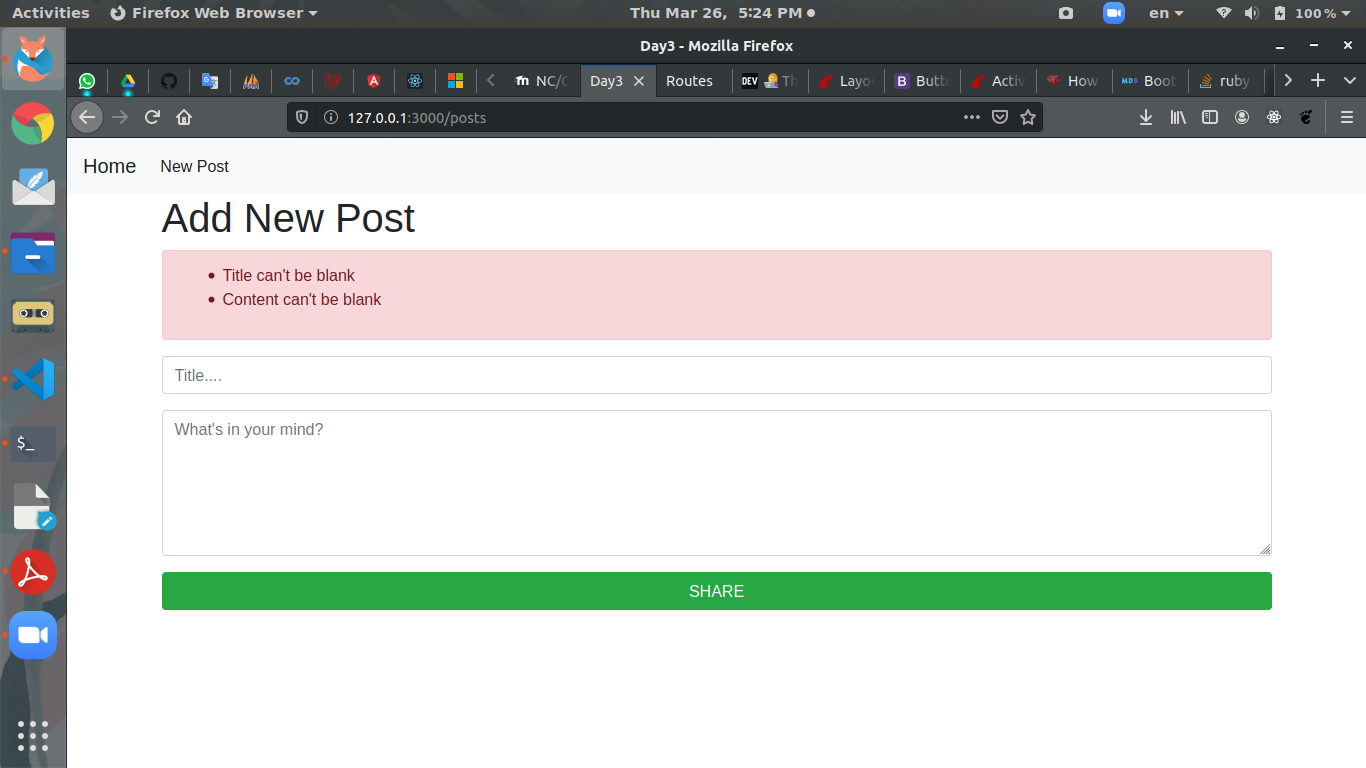 Activities Firefox Web Browser Thu Mar 26, 5:24 PM en 100 %
Day3 - Mozilla Firefox
m NC/C Day3 Routes DEV Th Layo B Butt Activ How MDB Boot ruby
127.0.0.1:3000/posts
Home New Post
Add New Post
Title can't be blank
Content can't be blank
Title....
What's in your mind?
SHARE
$_